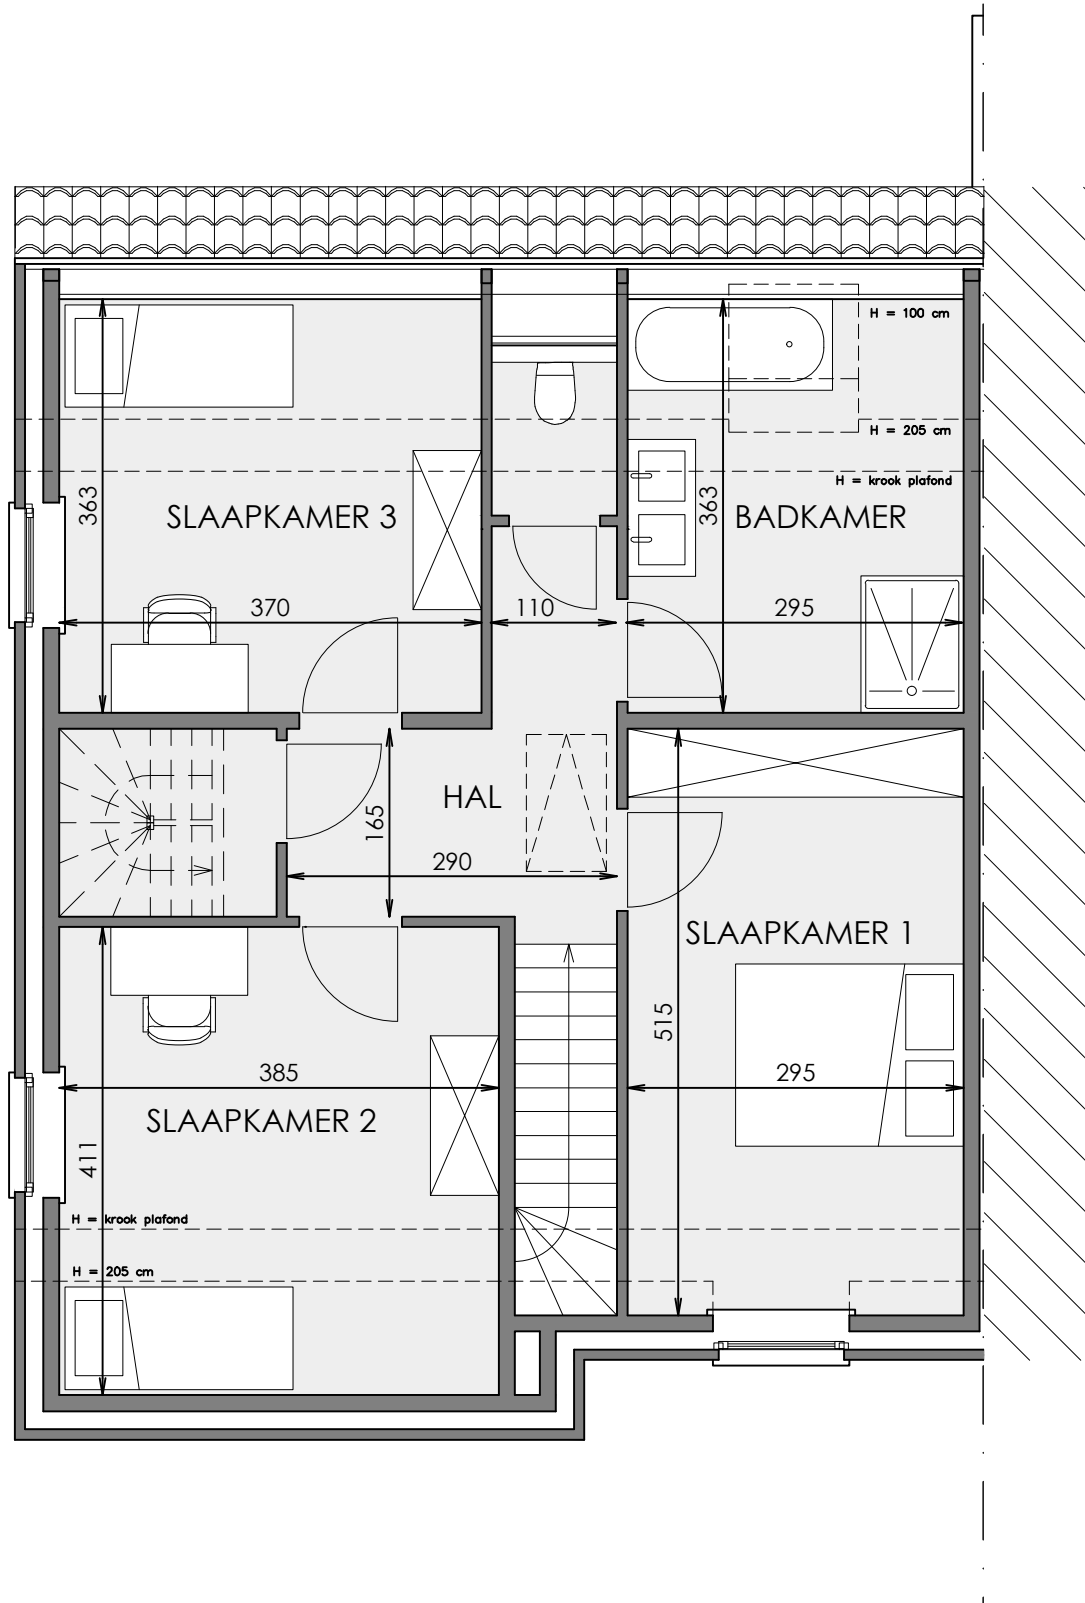 H = 100 cm
H = 205 cm
H = krook plafond
363
SLAAPKAMER 3
363
BADKAMER
370
110
295
HAL
165
290
SLAAPKAMER 1
515
385
295
SLAAPKAMER 2
411
H = krook plafond
H = 205 cm